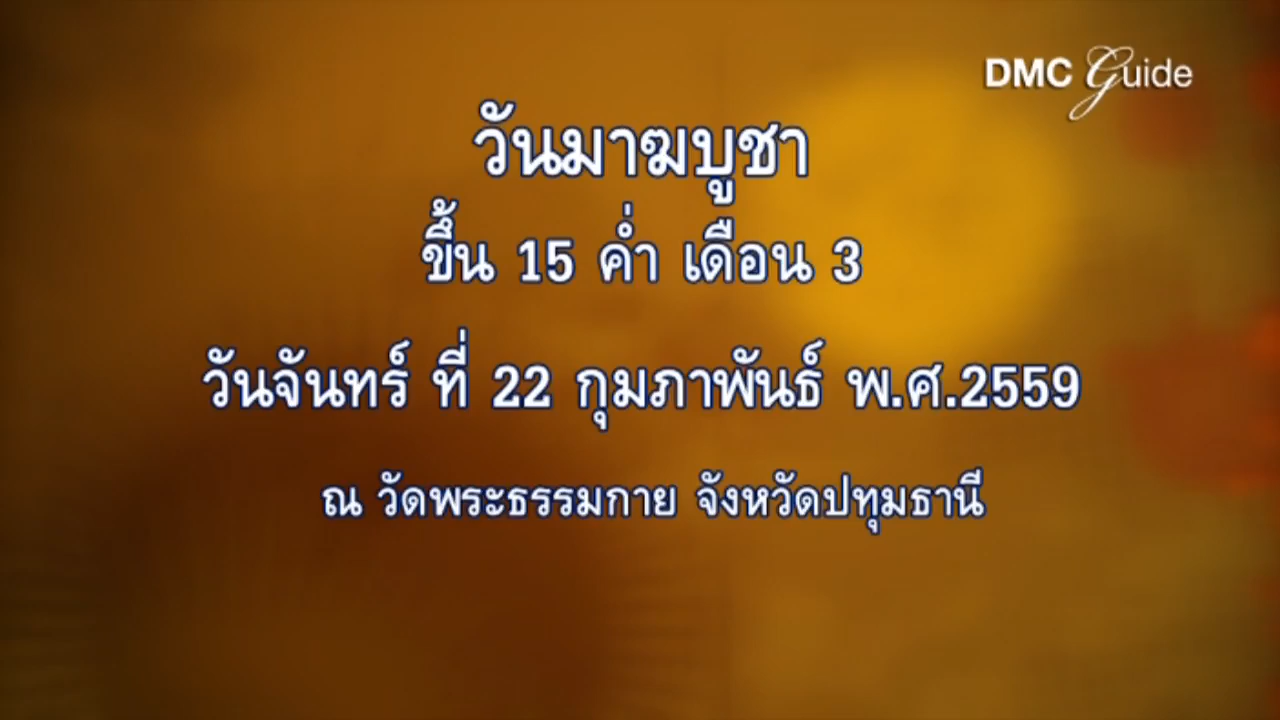 DMC Guide
วันมาฆบูชา
ขึ้น 15 ค่ำ เดือน 3
วันจันทร์ ที่ 22 กุมภาพันธ์ พ.ศ.2559
ณ วัดพระธรรมกาย จังหวัดปทุมธานี